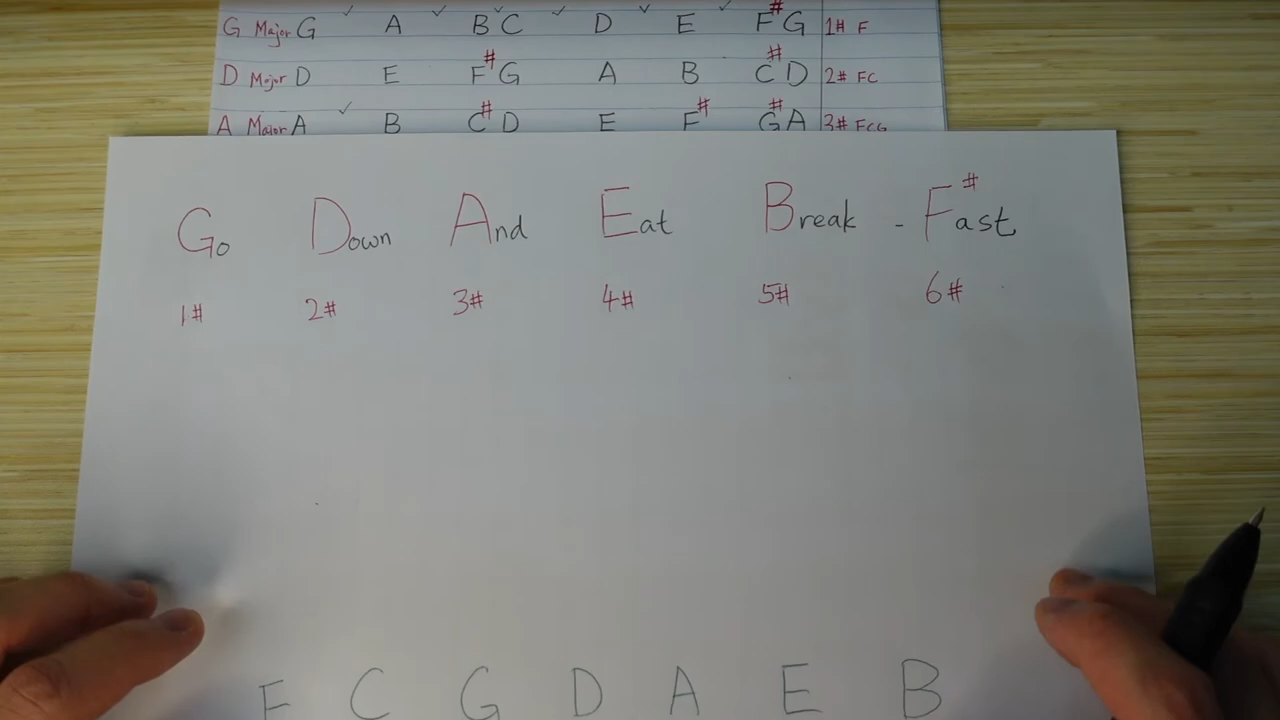 G Major G A B C D E F# G 1# F
D Major D E F# G A B C# D 2# FC
A Major A B C# D E F# G# A 3# FCG
Go Down And Eat Break - Fast #
1# 2# 3# 4# 5# 6#
F C G D A E B